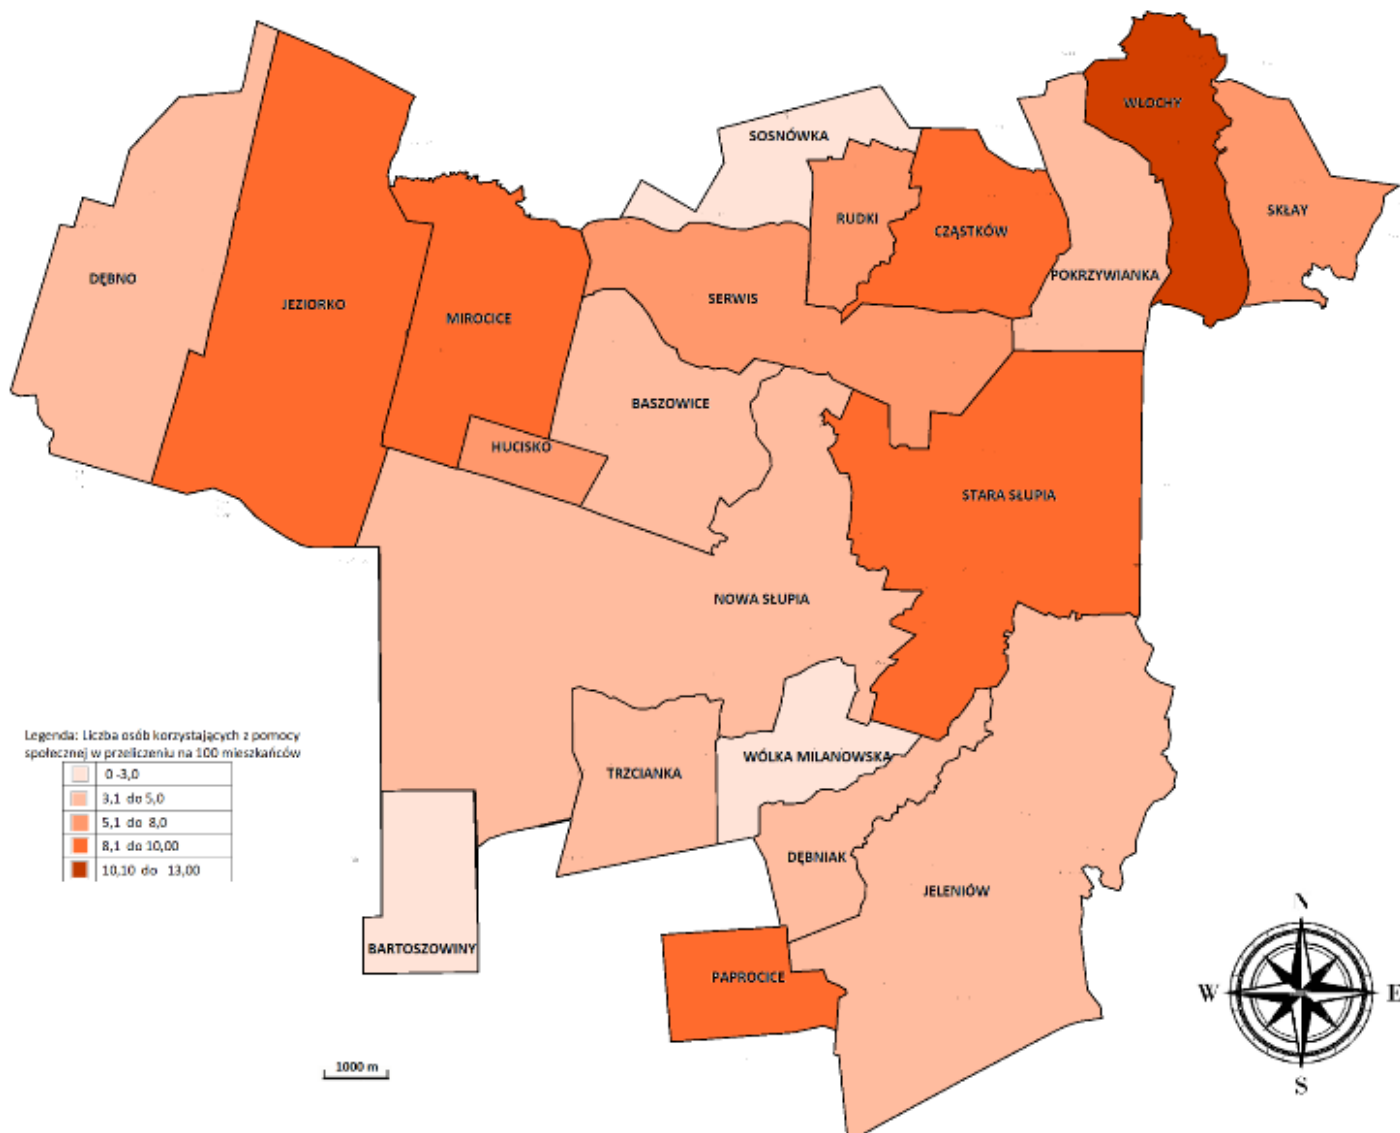 WŁOCHY
SOSNÓWKA
SKŁAY
RUDKI
CZĄSTKÓW
DĘBNO
POKRZYWIANKA
SERWIS
JEZIORKO
MIROCICE
BASZOWICE
HUCISKO
STARA SŁUPIA
NOWA SŁUPIA
Legenda: Liczba osób korzystających z pomocy
społecznej w przeliczeniu na 100 mieszkańców
0 -3,0
3,1 do 5,0
5,1 do 8,0
8,1 do 10,00
10,10 do 13,00
WÓLKA MILANOWSKA
TRZCIANKA
DĘBNIAK
JELENIÓW
BARTOSZOWINY
PAPROCICE
N
W
E
S
1000 m